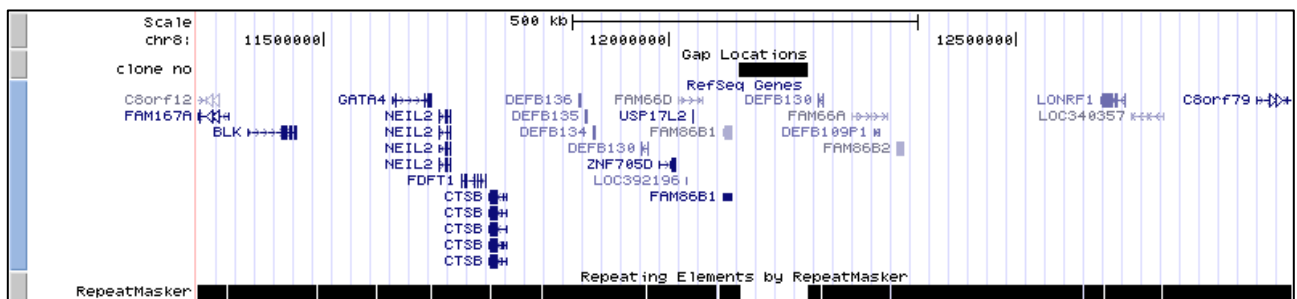 Scale 500 kb
chr8: 11500000 12000000 12500000
Gap Locations
clone no
RefSeq Genes
C8orf12 GATA4 DEFB136 FAM66D DEFB130 LONRF1 C8orf79
FAM167A NEIL2 DEFB135 USP17L2 FAM66A LOC340357
BLK NEIL2 DEFB134 FAM86B1 DEFB109P1
NEIL2 DEFB130 FAM86B2
NEIL2 ZNF705D
FDFT1 LOC392196
CTSB FAM86B1
CTSB
CTSB
CTSB
CTSB
Repeating Elements by RepeatMasker
RepeatMasker